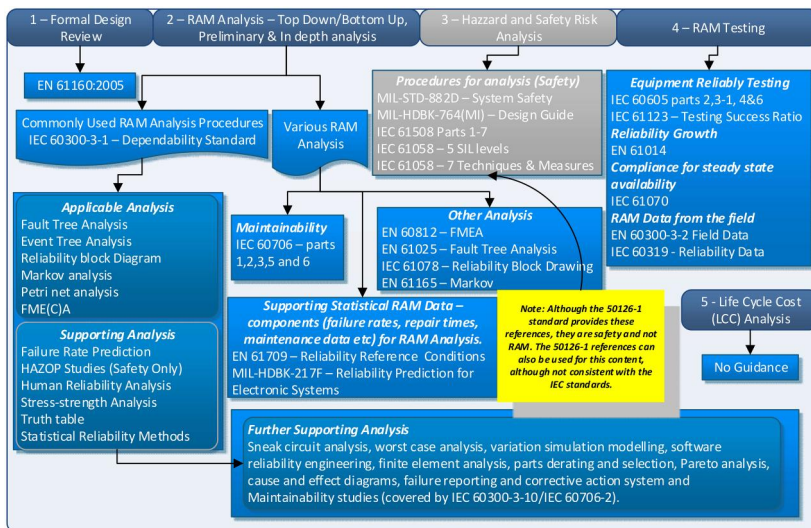 1 – Formal Design
Review
2 – RAM Analysis – Top Down/Bottom Up,
Preliminary & In depth analysis
3 – Hazzard and Safety Risk
Analysis
4 – RAM Testing
EN 61160:2005
Commonly Used RAM Analysis Procedures
IEC 60300-3-1 – Dependability Standard
Various RAM
Analysis
Procedures for analysis (Safety)
MIL-STD-882D – System Safety
MIL-HDBK-764(MI) – Design Guide
IEC 61508 Parts 1-7
IEC 61058 – 5 SIL levels
IEC 61058 – 7 Techniques & Measures
Equipment Reliably Testing
IEC 60605 parts 2,3-1, 4&6
IEC 61123 – Testing Success Ratio
Reliability Growth
EN 61014
Compliance for steady state
availability
IEC 61070
RAM Data from the field
EN 60300-3-2 Field Data
IEC 60319 - Reliability Data
Applicable Analysis
Fault Tree Analysis
Event Tree Analysis
Reliability block Diagram
Markov analysis
Petri net analysis
FME(C)A
Maintainability
IEC 60706 – parts
1,2,3,5 and 6
Other Analysis
EN 60812 – FMEA
EN 61025 – Fault Tree Analysis
IEC 61078 – Reliability Block Drawing
EN 61165 – Markov
Supporting Statistical RAM Data –
components (failure rates, repair times,
maintenance data etc) for RAM Analysis.
EN 61709 – Reliability Reference Conditions
MIL-HDBK-217F – Reliability Prediction for
Electronic Systems
Note: Although the 50126-1
standard provides these
references, they are safety and not
RAM. The 50126-1 references can
also be used for this content,
although not consistent with the
IEC standards.
5 - Life Cycle Cost
(LCC) Analysis
No Guidance
Supporting Analysis
Failure Rate Prediction
HAZOP Studies (Safety Only)
Human Reliability Analysis
Stress-strength Analysis
Truth table
Statistical Reliability Methods
Further Supporting Analysis
Sneak circuit analysis, worst case analysis, variation simulation modelling, software
reliability engineering, finite element analysis, parts derating and selection, Pareto analysis,
cause and effect diagrams, failure reporting and corrective action system and
Maintainability studies (covered by IEC 60300-3-10/IEC 60706-2).